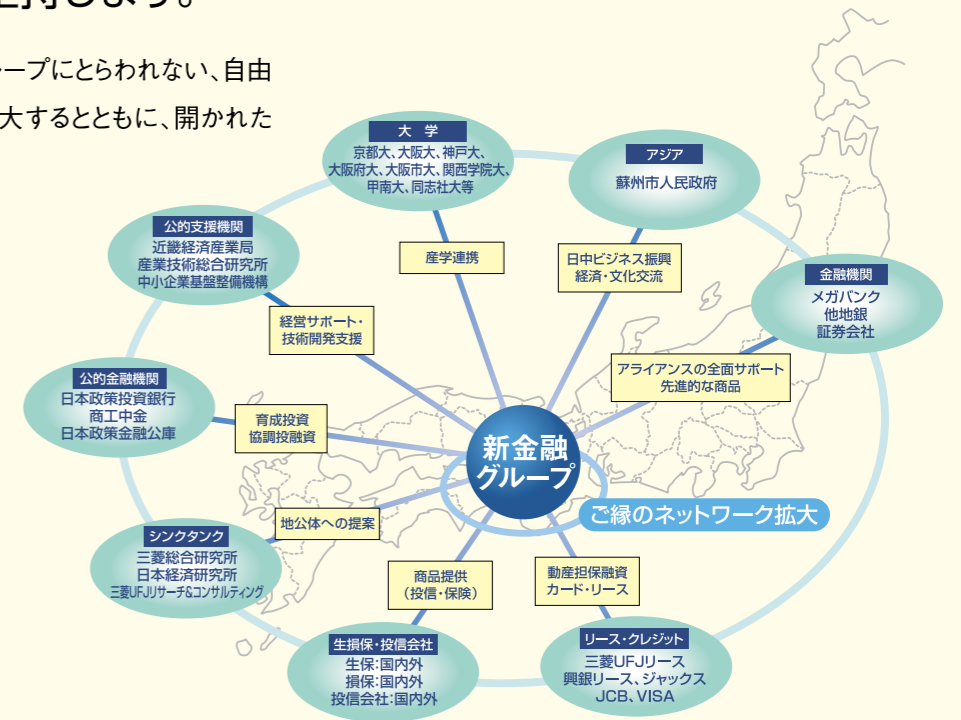 堅持します。
ループにとらわれない、自由
大するとともに、開かれた
大 学
京都大、大阪大、神戸大、
大阪府大、大阪市大、関西学院大、
甲南大、同志社大等
アジア
蘇州市人民政府
公的支援機関
近畿経済産業局
産業技術総合研究所
中小企業基盤整備機構
産学連携
日中ビジネス振興
経済・文化交流
金融機関
メガバンク
他地銀
証券会社
経営サポート・
技術開発支援
アライアンスの全面サポート
先進的な商品
公的金融機関
日本政策投資銀行
商工中金
日本政策金融公庫
育成投資
協調投融資
新金融
グループ
ご縁のネットワーク拡大
地公体への提案
シンクタンク
三菱総合研究所
日本経済研究所
三菱UFJリサーチ&コンサルティング
商品提供
（投信・保険）
動産担保融資
カード・リース
生損保・投信会社
生保:国内外
損保:国内外
投信会社:国内外
リース・クレジット
三菱UFJリース
興銀リース、ジャックス
JCB、VISA